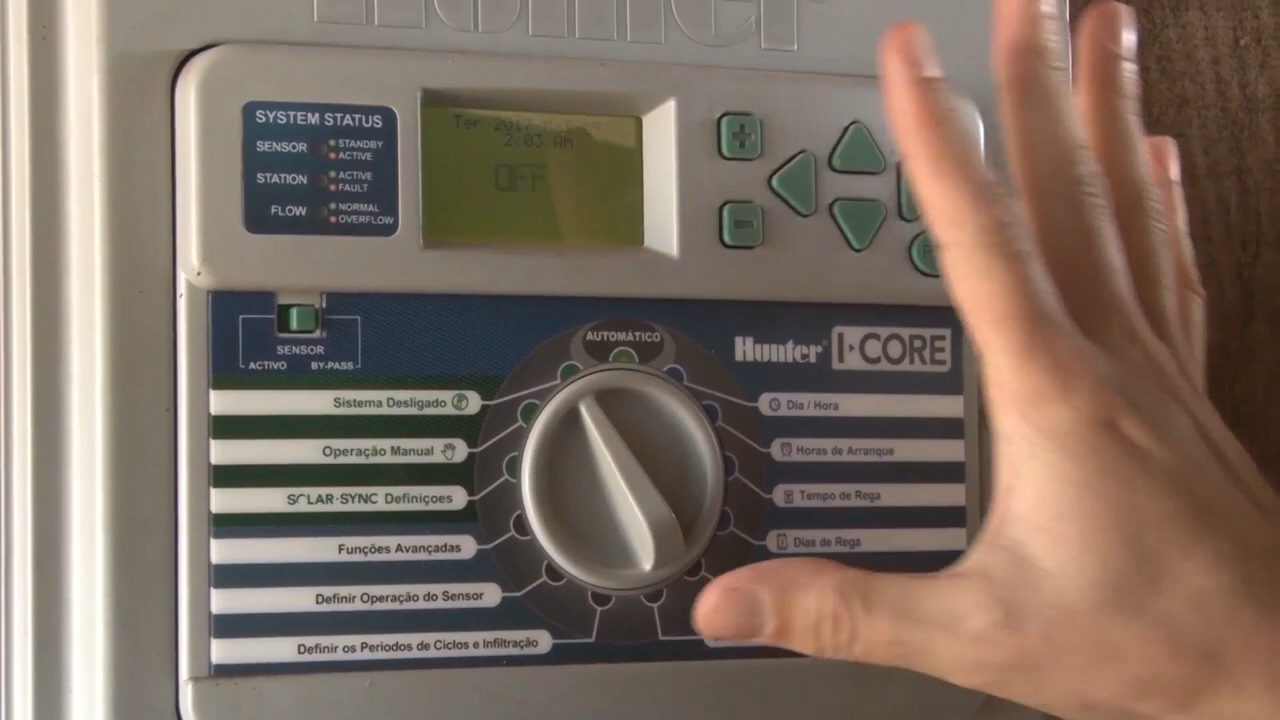 Hunter
SYSTEM STATUS
SENSOR STANDBY
ACTIVE
STATION ACTIVE
FAULT
FLOW NORMAL
OVERFLOW
Ter
2:03 AM
OFF
+
-
SENSOR
ACTIVO BY-PASS
AUTOMÁTICO
Hunter® I-CORE
Sistema Desligado
Operação Manual
SOLAR-SYNC Definiçoes
Funções Avançadas
Definir Operação do Sensor
Definir os Periodos de Ciclos e Infiltração
Dia / Hora
Horas de Arranque
Tempo de Rega
Dias de Rega